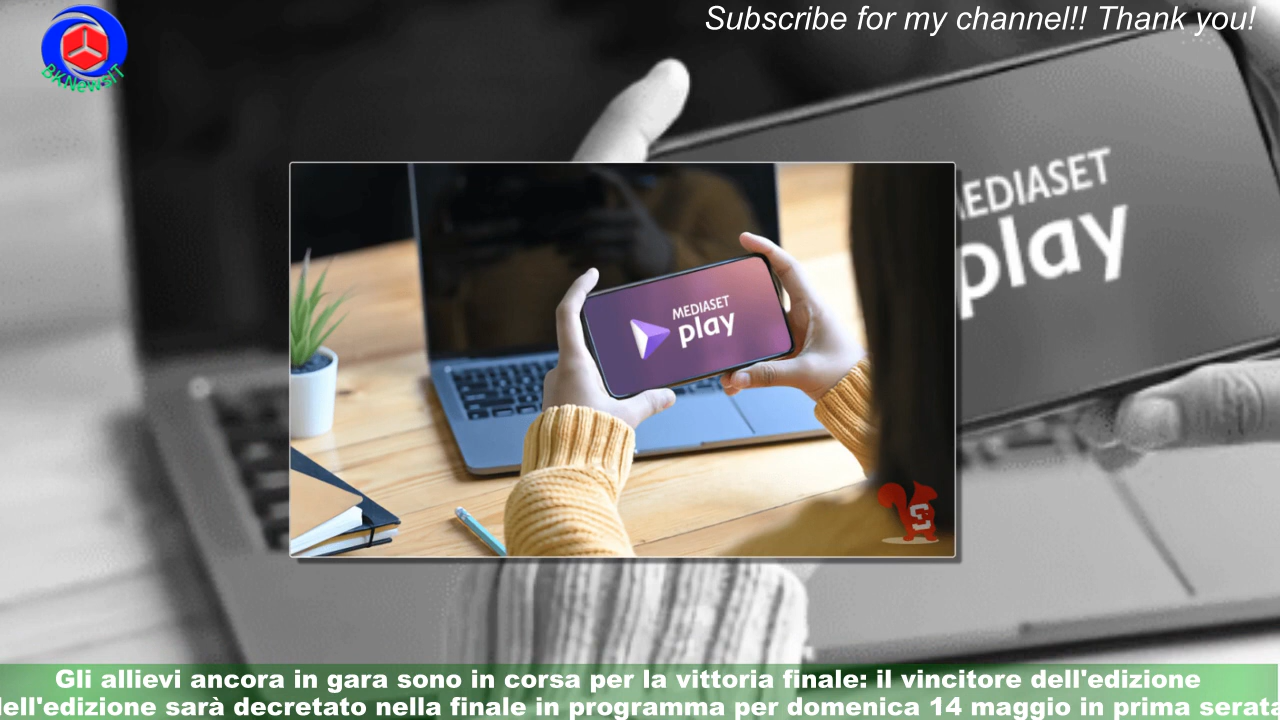 Subscribe for my channel!! Thank you!
BKNewsIT
MEDIASET
play
MEDIASET
play
Gli allievi ancora in gara sono in corsa per la vittoria finale: il vincitore dell'edizione
dell'edizione sarà decretato nella finale in programma per domenica 14 maggio in prima serata